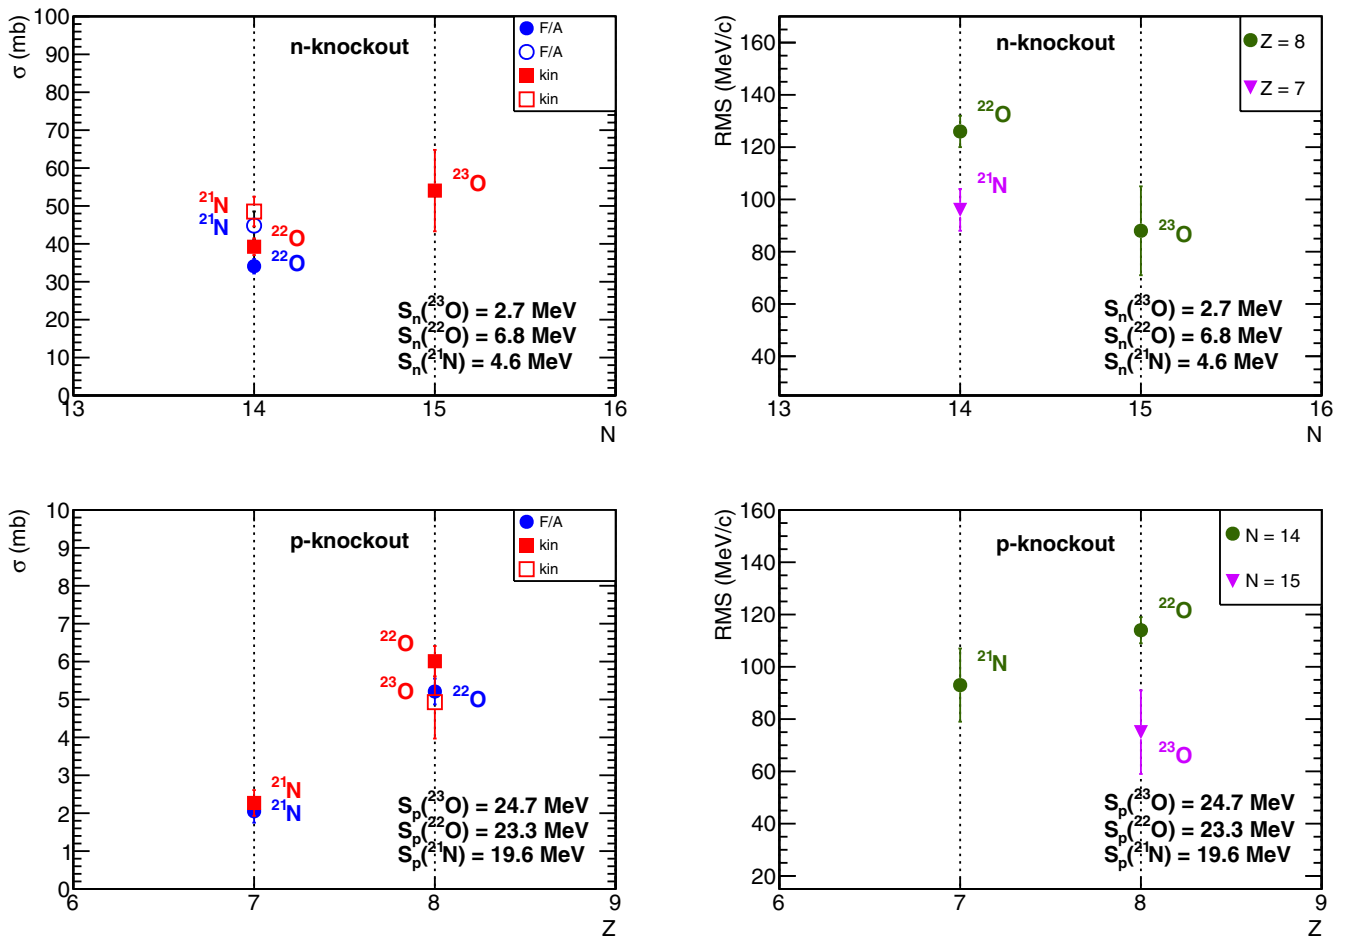 σ (mb)
100
90
80
70
60
50
40
30
20
10
0
13
14
15
16
N
n-knockout
F/A
F/A
kin
kin
²¹N
²¹N
²²O
²²O
²³O
Sₙ(²³O) = 2.7 MeV
Sₙ(²²O) = 6.8 MeV
Sₙ(²¹N) = 4.6 MeV
RMS (MeV/c)
160
140
120
100
80
60
40
13
14
15
16
N
n-knockout
Z = 8
Z = 7
²²O
²¹N
²³O
Sₙ(²³O) = 2.7 MeV
Sₙ(²²O) = 6.8 MeV
Sₙ(²¹N) = 4.6 MeV
σ (mb)
10
9
8
7
6
5
4
3
2
1
0
6
7
8
9
Z
p-knockout
F/A
kin
kin
²²O
²³O
²²O
²¹N
²¹N
Sₚ(²³O) = 24.7 MeV
Sₚ(²²O) = 23.3 MeV
Sₚ(²¹N) = 19.6 MeV
RMS (MeV/c)
160
140
120
100
80
60
40
20
6
7
8
9
Z
p-knockout
N = 14
N = 15
²²O
²¹N
²³O
Sₚ(²³O) = 24.7 MeV
Sₚ(²²O) = 23.3 MeV
Sₚ(²¹N) = 19.6 MeV